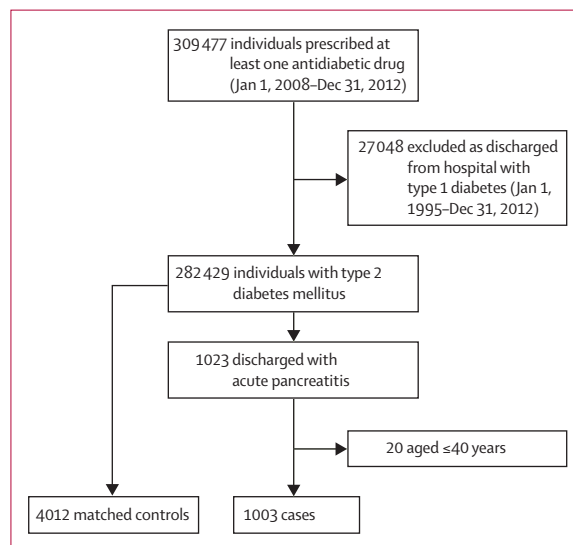 309 477 individuals prescribed at
least one antidiabetic drug
(Jan 1, 2008–Dec 31, 2012)
27 048 excluded as discharged
from hospital with
type 1 diabetes (Jan 1,
1995–Dec 31, 2012)
282 429 individuals with type 2
diabetes mellitus
1023 discharged with
acute pancreatitis
20 aged ≤40 years
4012 matched controls
1003 cases